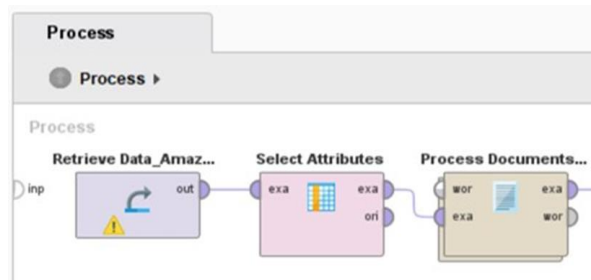 Process
Process
Process
Retrieve Data_Amaz...
Select Attributes
Process Documents...
inp
out
exa
exa
ori
wor
exa
exa
wor